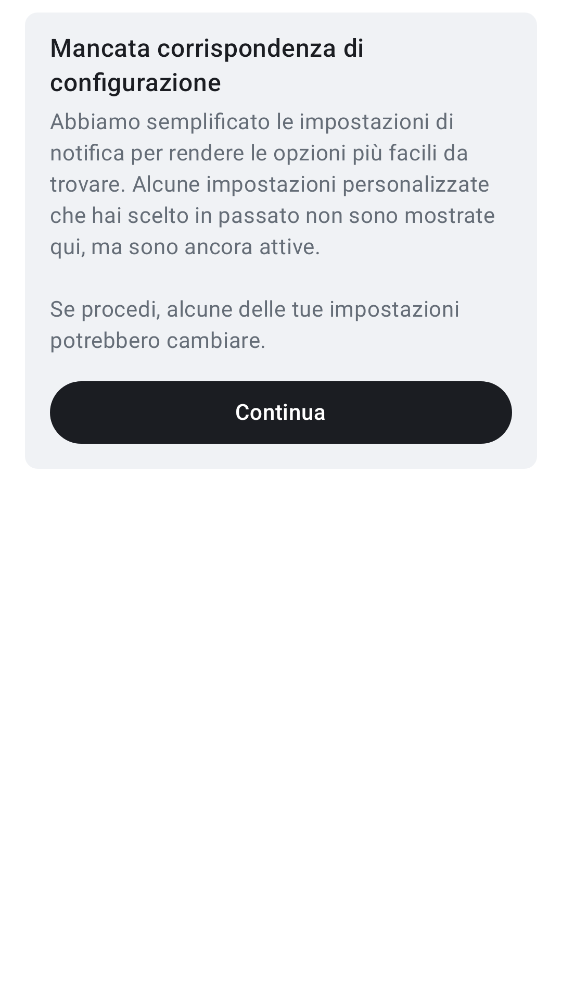 Mancata corrispondenza di
configurazione
Abbiamo semplificato le impostazioni di
notifica per rendere le opzioni più facili da
trovare. Alcune impostazioni personalizzate
che hai scelto in passato non sono mostrate
qui, ma sono ancora attive.
Se procedi, alcune delle tue impostazioni
potrebbero cambiare.
Continua